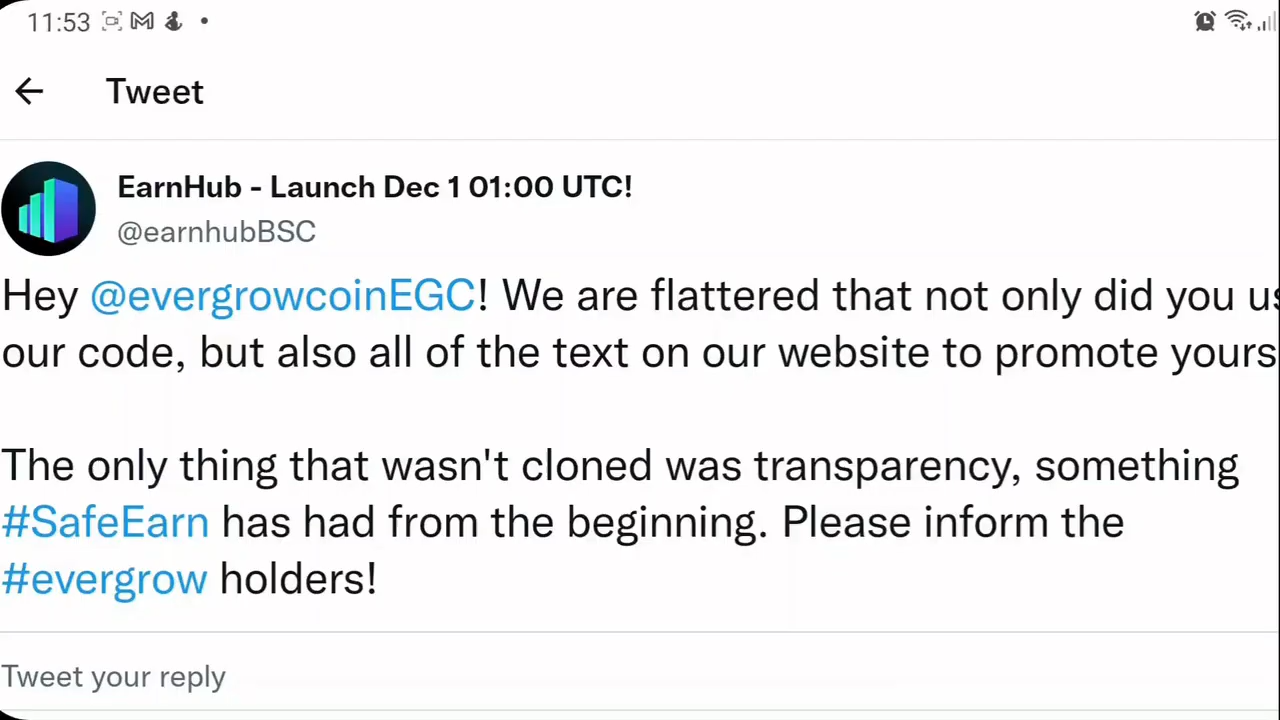 11:53
Tweet
EarnHub - Launch Dec 1 01:00 UTC!
@earnhubBSC
Hey @evergrowcoinEGC! We are flattered that not only did you
our code, but also all of the text on our website to promote yours
The only thing that wasn't cloned was transparency, something
#SafeEarn has had from the beginning. Please inform the
#evergrow holders!
Tweet your reply